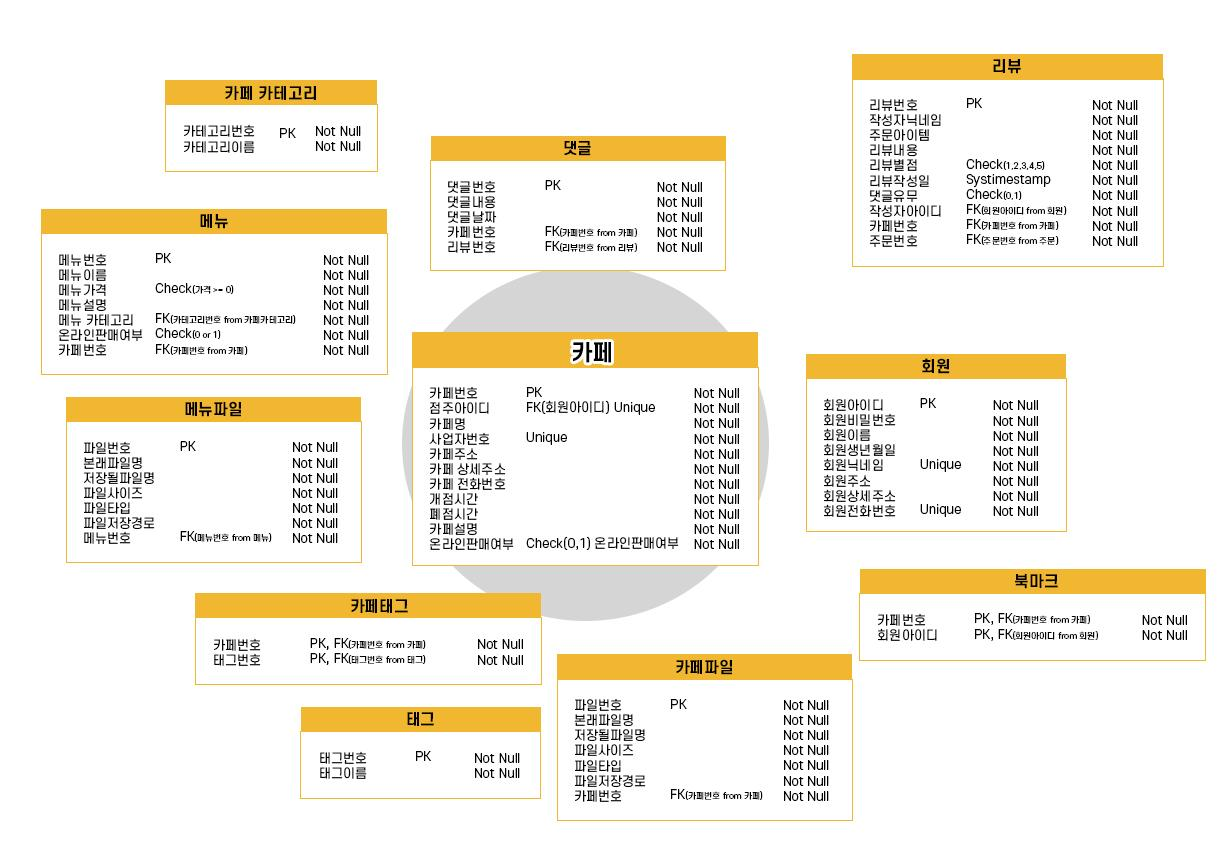 카페 카테고리
카테고리번호 PK Not Null
카테고리이름 Not Null
리뷰
리뷰번호 PK Not Null
작성자닉네임 Not Null
주문아이템 Not Null
리뷰내용 Not Null
리뷰별점 Check(1,2,3,4,5) Not Null
리뷰작성일 Systimestamp Not Null
댓글유무 Check(0,1) Not Null
작성자아이디 FK(회원아이디 from 회원) Not Null
카페번호 FK(카페번호 from 카페) Not Null
주문번호 FK(주문번호 from 주문) Not Null
댓글
댓글번호 PK Not Null
댓글내용 Not Null
댓글날짜 Not Null
카페번호 FK(카페번호 from 카페) Not Null
리뷰번호 FK(리뷰번호 from 리뷰) Not Null
메뉴
메뉴번호 PK Not Null
메뉴이름 Not Null
메뉴가격 Check(가격 >= 0) Not Null
메뉴설명 Not Null
메뉴 카테고리 FK(카테고리번호 from 카페카테고리) Not Null
온라인판매여부 Check(0 or 1) Not Null
카페번호 FK(카페번호 from 카페) Not Null
카페
카페번호 PK Not Null
점주아이디 FK(회원아이디) Unique Not Null
카페명 Not Null
사업자번호 Unique Not Null
카페주소 Not Null
카페 상세주소 Not Null
카페 전화번호 Not Null
개점시간 Not Null
폐점시간 Not Null
카페설명 Not Null
온라인판매여부 Check(0,1) 온라인판매여부 Not Null
회원
회원아이디 PK Not Null
회원비밀번호 Not Null
회원이름 Not Null
회원생년월일 Not Null
회원닉네임 Unique Not Null
회원주소 Not Null
회원상세주소 Not Null
회원전화번호 Unique Not Null
메뉴파일
파일번호 PK Not Null
본래파일명 Not Null
저장될파일명 Not Null
파일사이즈 Not Null
파일타입 Not Null
파일저장경로 Not Null
메뉴번호 FK(메뉴번호 from 메뉴) Not Null
북마크
카페번호 PK, FK(카페번호 from 카페) Not Null
회원아이디 PK, FK(회원아이디 from 회원) Not Null
카페태그
카페번호 PK, FK(카페번호 from 카페) Not Null
태그번호 PK, FK(태그번호 from 태그) Not Null
카페파일
파일번호 PK Not Null
본래파일명 Not Null
저장될파일명 Not Null
파일사이즈 Not Null
파일타입 Not Null
파일저장경로 Not Null
카페번호 FK(카페번호 from 카페) Not Null
태그
태그번호 PK Not Null
태그이름 Not Null